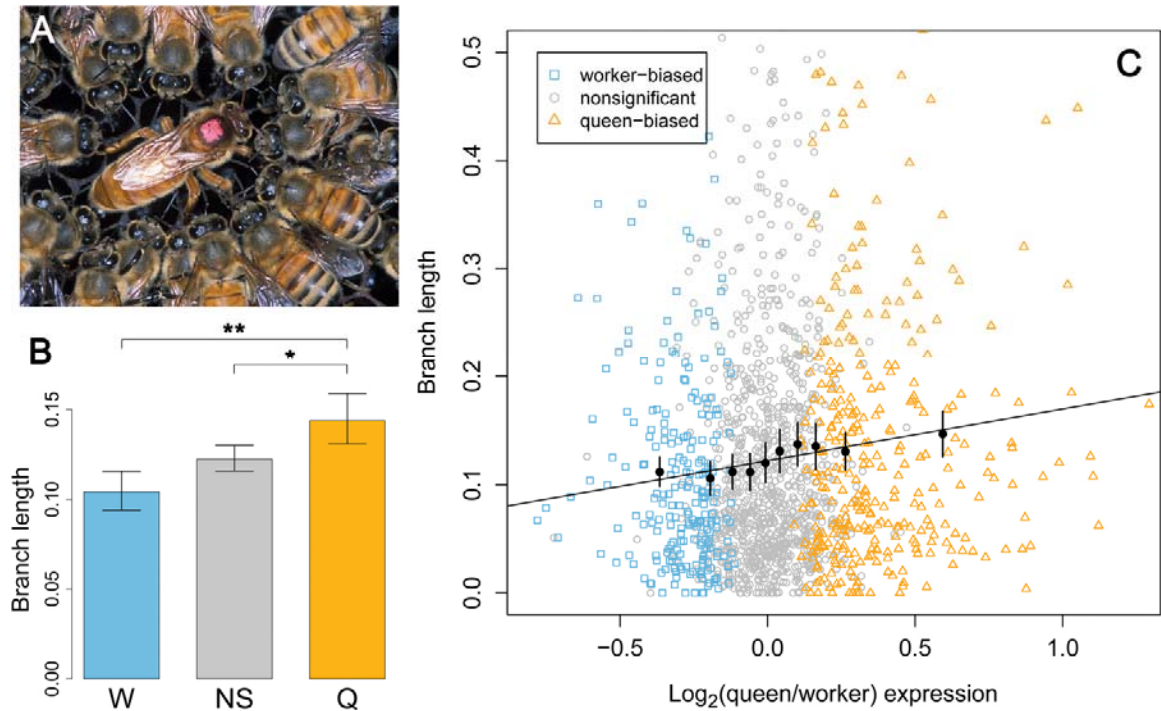 A
B
**
*
Branch length
0.15
0.10
0.05
0.00
W
NS
Q
C
worker-biased
nonsignificant
queen-biased
Branch length
0.5
0.4
0.3
0.2
0.1
0.0
−0.5
0.0
0.5
1.0
Log₂(queen/worker) expression